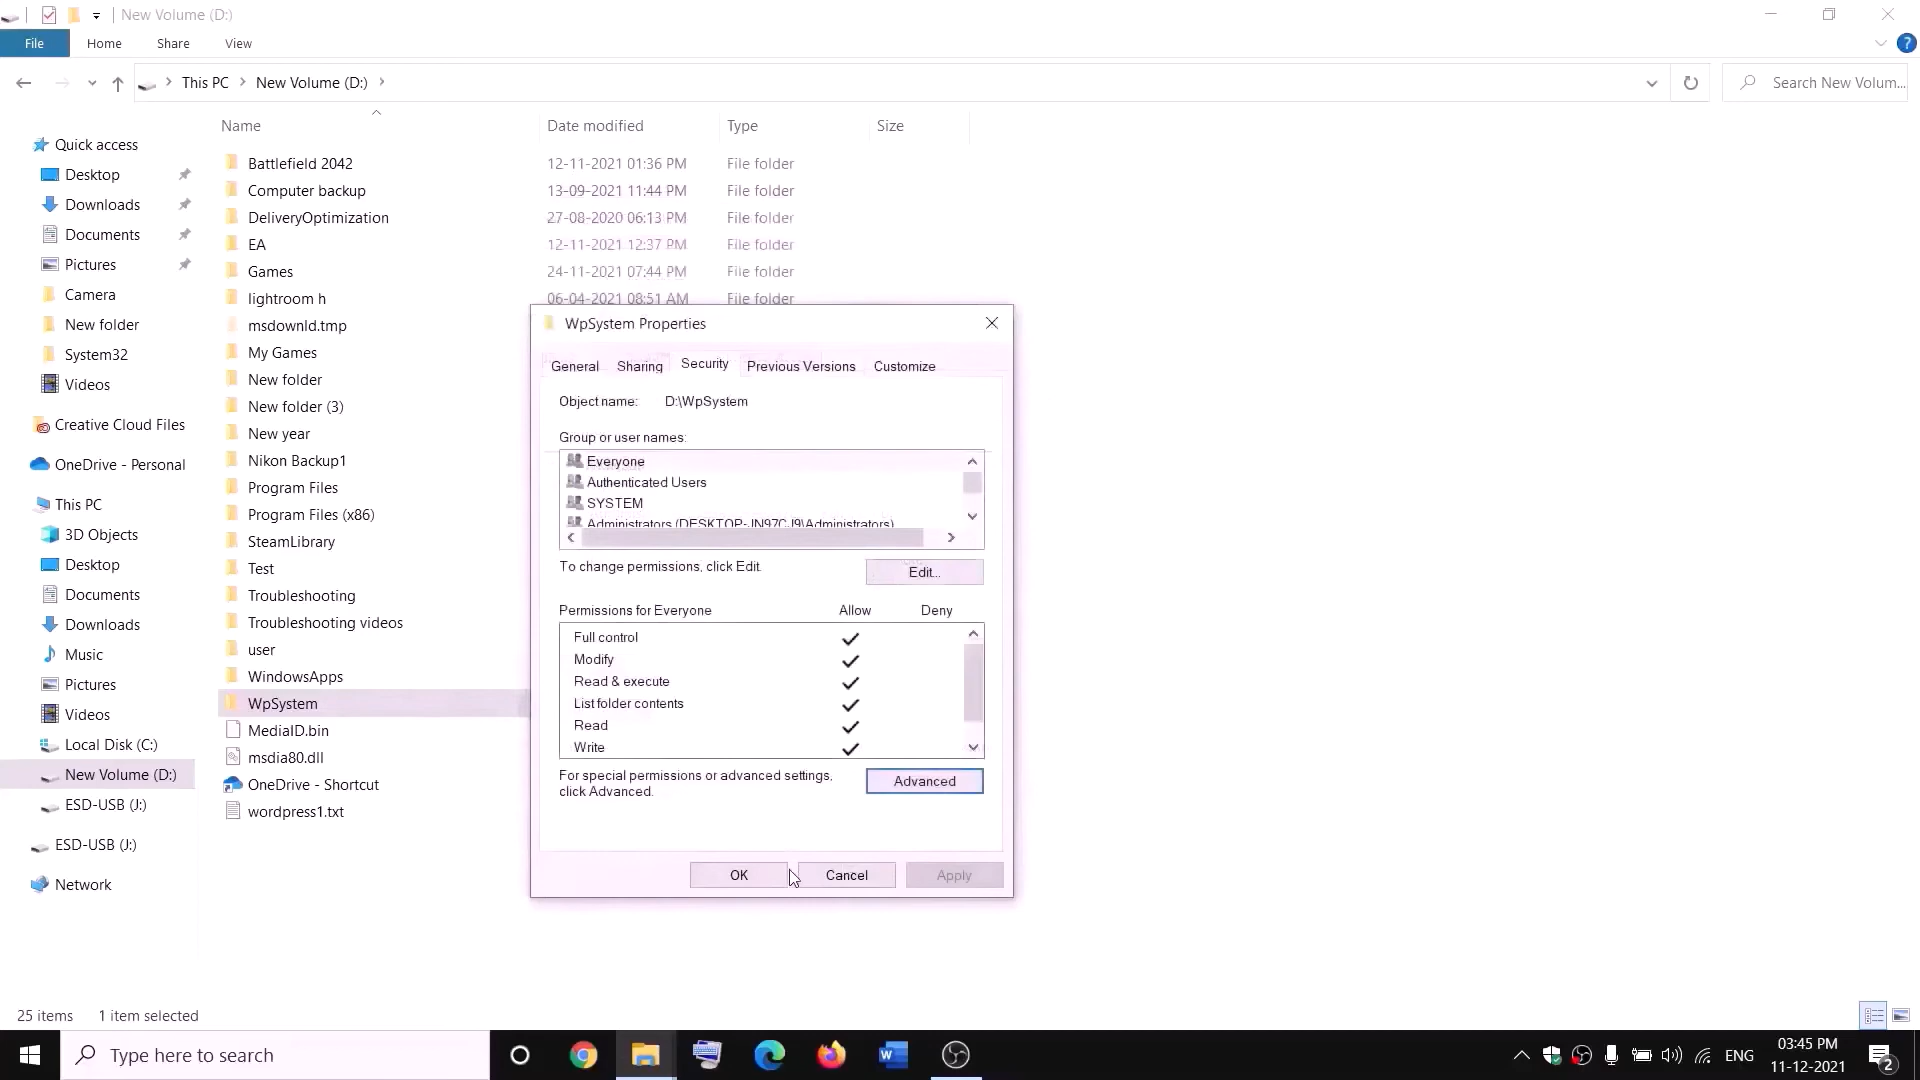 New Volume (D:)
File
Home
Share
View
This PC
New Volume (D:)
Search New Volum...
Name
Date modified
Type
Size
Quick access
Desktop
Downloads
Documents
Pictures
Camera
New folder
System32
Videos
Creative Cloud Files
OneDrive - Personal
This PC
3D Objects
Desktop
Documents
Downloads
Music
Pictures
Videos
Local Disk (C:)
New Volume (D:)
ESD-USB (J:)
ESD-USB (J:)
Network
Battlefield 2042 12-11-2021 01:36 PM File folder
Computer backup 13-09-2021 11:44 PM File folder
DeliveryOptimization 27-08-2020 06:13 PM File folder
EA 12-11-2021 12:37 PM File folder
Games 24-11-2021 07:44 PM File folder
lightroom h 06-04-2021 08:51 AM File folder
msdownld.tmp
My Games
New folder
New folder (3)
New year
Nikon Backup1
Program Files
Program Files (x86)
SteamLibrary
Test
Troubleshooting
Troubleshooting videos
user
WindowsApps
WpSystem
MediaID.bin
msdia80.dll
OneDrive - Shortcut
wordpress1.txt
WpSystem Properties
General
Sharing
Security
Previous Versions
Customize
Object name: D:\WpSystem
Group or user names:
Everyone
Authenticated Users
SYSTEM
Administrators (DESKTOP-JN97CJ9\Administrators)
To change permissions, click Edit.
Edit...
Permissions for Everyone Allow Deny
Full control
Modify
Read & execute
List folder contents
Read
Write
For special permissions or advanced settings,
click Advanced.
Advanced
OK
Cancel
Apply
25 items 1 item selected
Type here to search
ENG
03:45 PM
11-12-2021
2